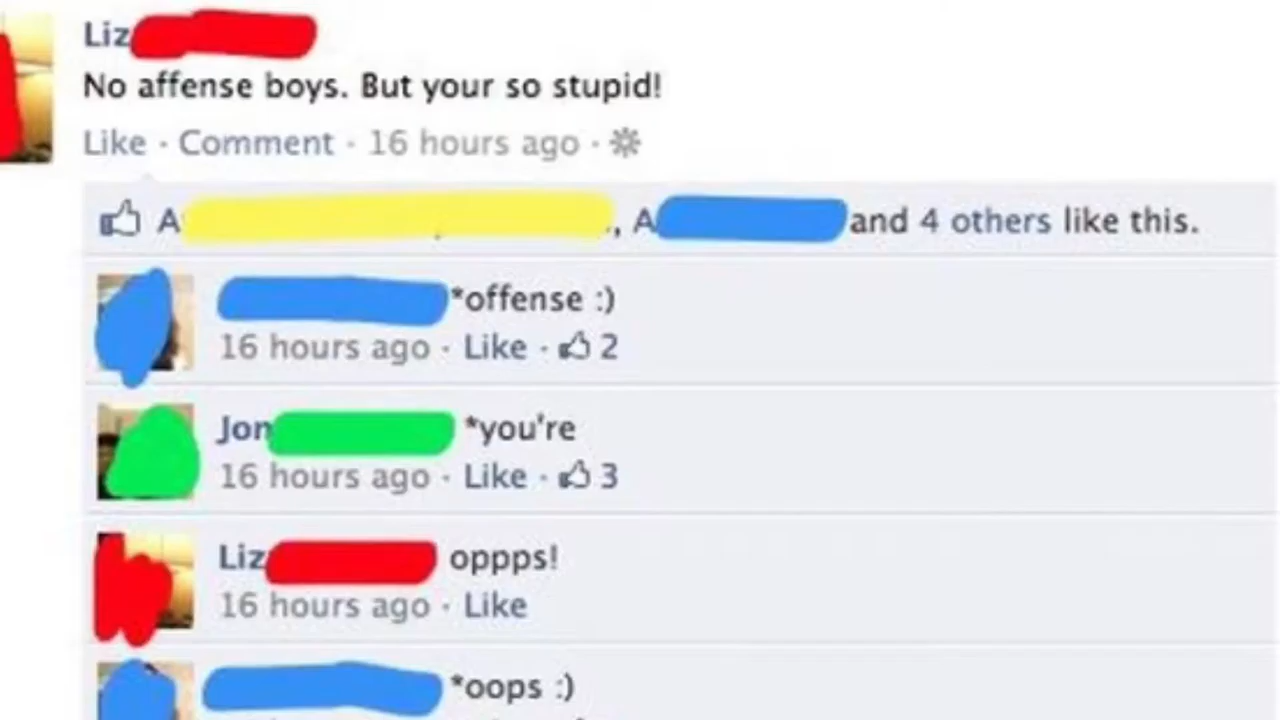 Liz
No affense boys. But your so stupid!
Like · Comment · 16 hours ago ·
A , A and 4 others like this.
*offense :)
16 hours ago · Like · 2
Jon *you're
16 hours ago · Like · 3
Liz oppps!
16 hours ago · Like
*oops :)